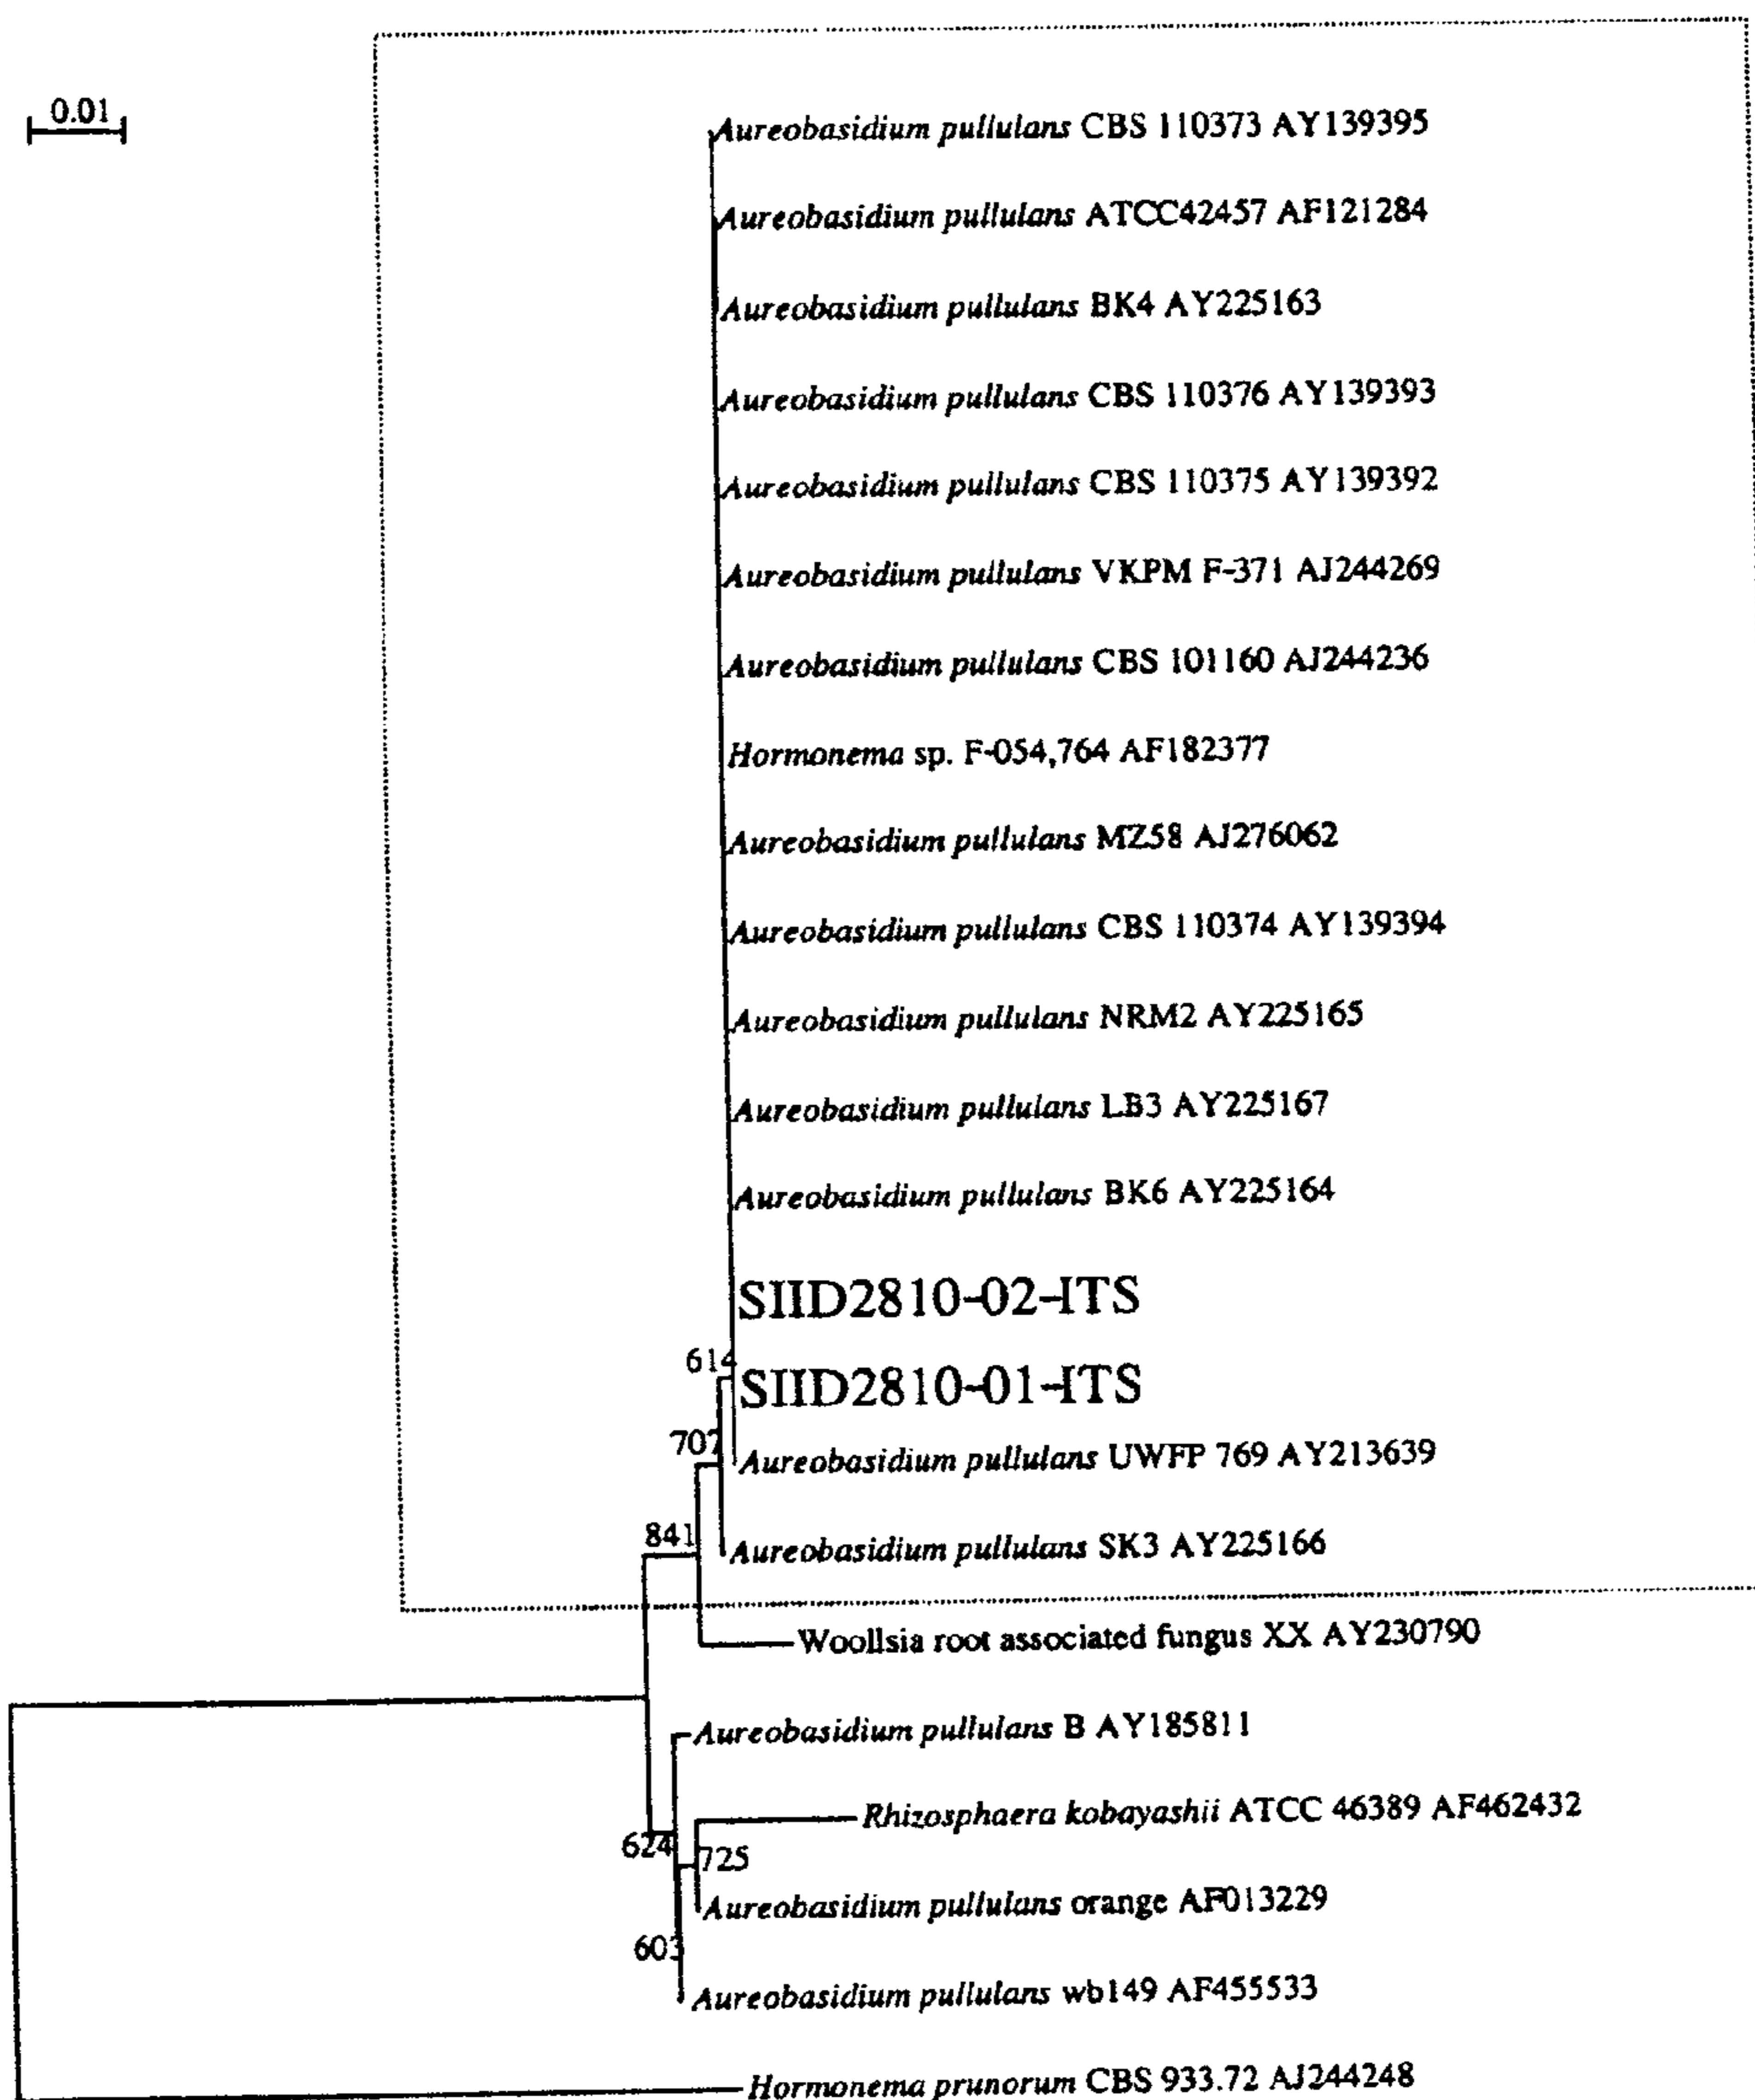 0.01
Aureobasidium pullulans CBS 110373 AY139395
Aureobasidium pullulans ATCC42457 AF121284
Aureobasidium pullulans BK4 AY225163
Aureobasidium pullulans CBS 110376 AY139393
Aureobasidium pullulans CBS 110375 AY139392
Aureobasidium pullulans VKPM F-371 AJ244269
Aureobasidium pullulans CBS 101160 AJ244236
Hormonema sp. F-054,764 AF182377
Aureobasidium pullulans MZ58 AJ276062
Aureobasidium pullulans CBS 110374 AY139394
Aureobasidium pullulans NRM2 AY225165
Aureobasidium pullulans LB3 AY225167
Aureobasidium pullulans BK6 AY225164
SIID2810-02-ITS
614
SIID2810-01-ITS
707
Aureobasidium pullulans UWFP 769 AY213639
841
Aureobasidium pullulans SK3 AY225166
Woollsia root associated fungus XX AY230790
Aureobasidium pullulans B AY185811
Rhizosphaera kobayashii ATCC 46389 AF462432
624
725
Aureobasidium pullulans orange AF013229
603
Aureobasidium pullulans wb149 AF455533
Hormonema prunorum CBS 933.72 AJ244248